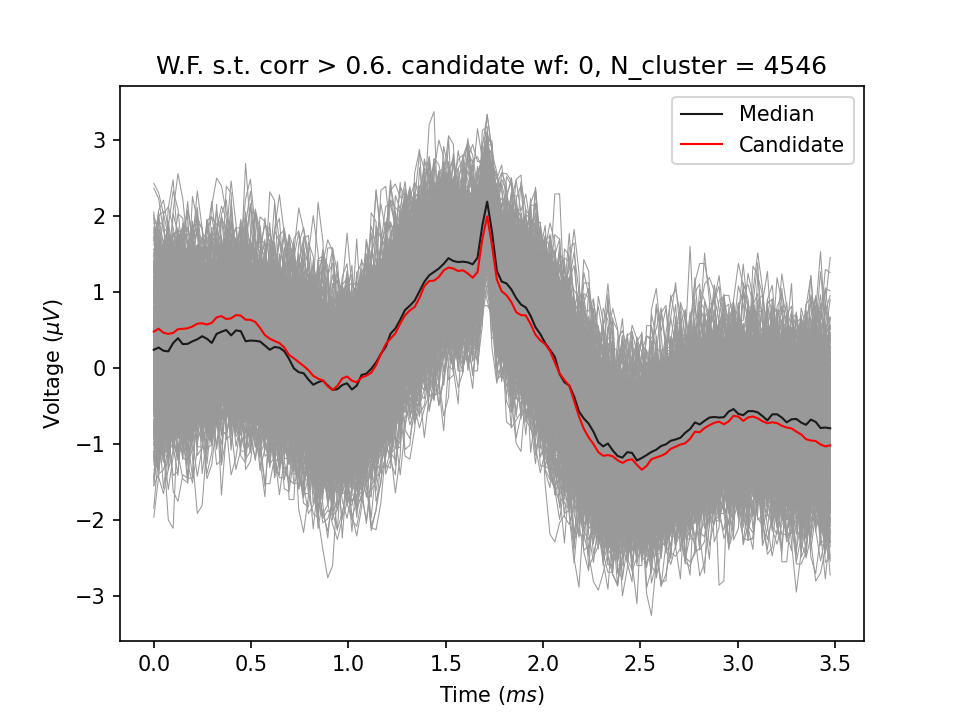 W.F. s.t. corr > 0.6. candidate wf: 0, N_cluster = 4546
Median
Candidate
Voltage (μV)
3
2
1
0
−1
−2
−3
0.0 0.5 1.0 1.5 2.0 2.5 3.0 3.5
Time (ms)